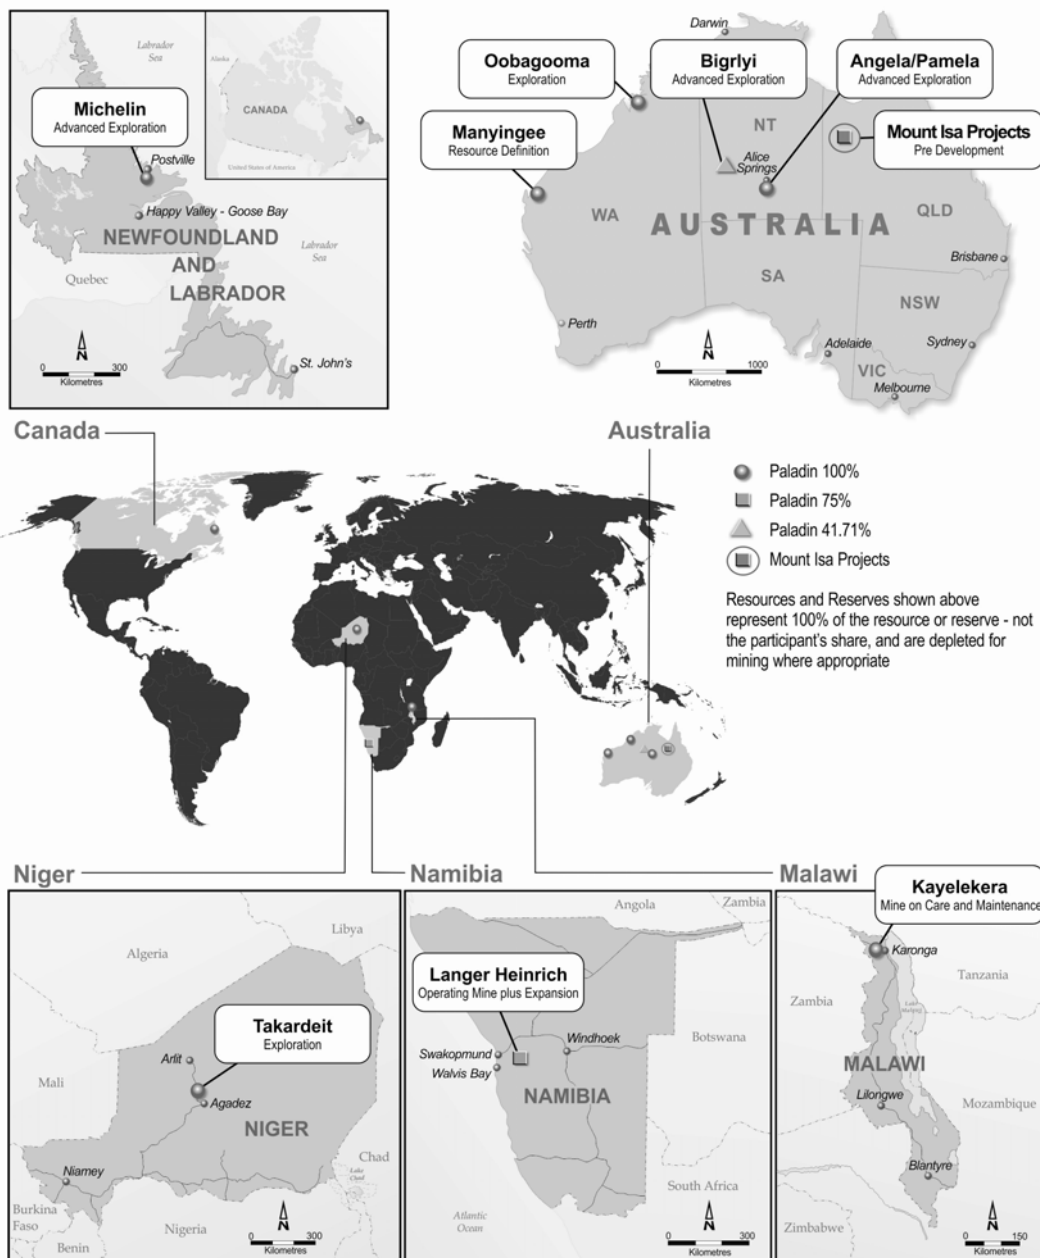 Labrador
Sea
Alaska
CANADA
United States of America
Michelin
Advanced Exploration
Postville
Happy Valley - Goose Bay
NEWFOUNDLAND
AND
LABRADOR
Labrador
Sea
Quebec
N
0 300
Kilometres
St. John's
Darwin
Oobagooma
Exploration
Bigrlyi
Advanced Exploration
Angela/Pamela
Advanced Exploration
Manyingee
Resource Definition
Mount Isa Projects
Pre Development
NT
Alice
Springs
WA
AUSTRALIA
QLD
Brisbane
SA
NSW
Perth
Adelaide
Sydney
VIC
Melbourne
N
0 1000
Kilometres
Canada
Australia
Paladin 100%
Paladin 75%
Paladin 41.71%
Mount Isa Projects
Resources and Reserves shown above
represent 100% of the resource or reserve - not
the participant's share, and are depleted for
mining where appropriate
Niger
Namibia
Malawi
Algeria
Libya
Takardeit
Exploration
Arlit
Mali
Agadez
NIGER
Niamey
Chad
Lake
Chad
Burkina
Faso
Benin
Nigeria
N
0 300
Kilometres
Angola
Zambia
Langer Heinrich
Operating Mine plus Expansion
Windhoek
Swakopmund
Walvis Bay
Botswana
NAMIBIA
South Africa
Atlantic
Ocean
N
0 300
Kilometres
Kayelekera
Mine on Care and Maintenance
Karonga
Tanzania
Zambia
Lake
MALAWI
Lilongwe
Mozambique
Blantyre
Zimbabwe
N
0 150
Kilometres